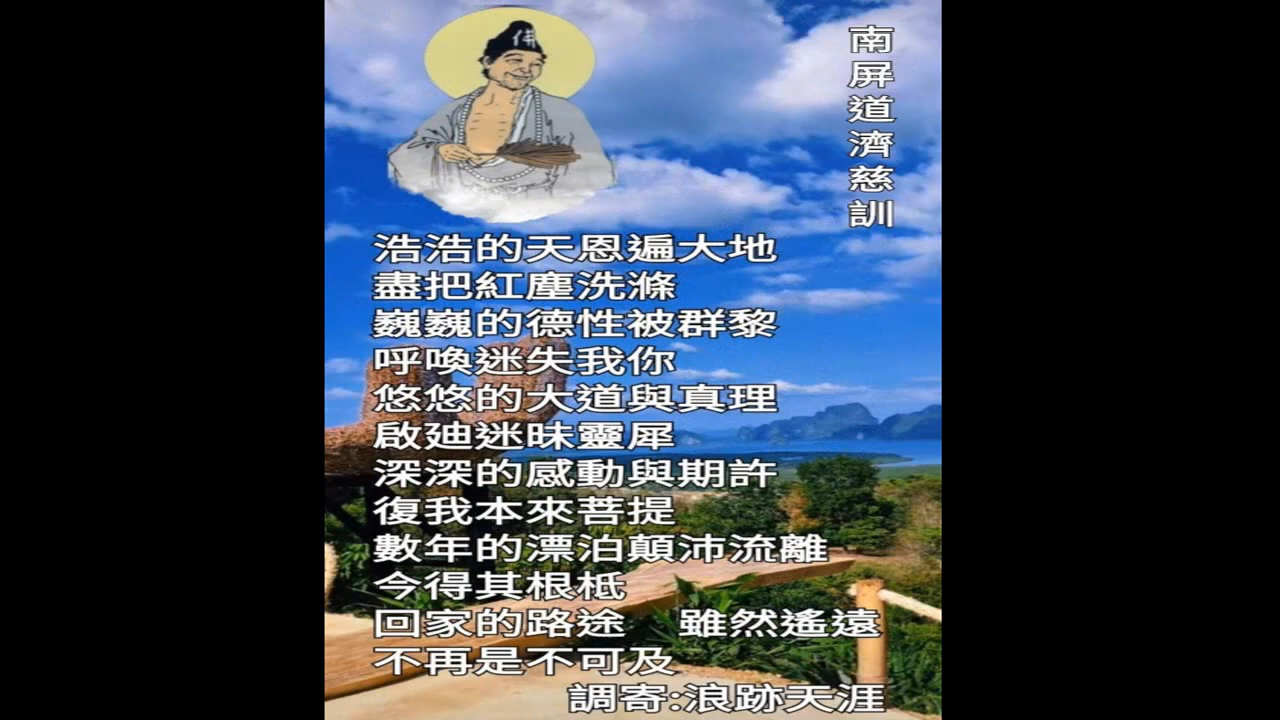 南屏道濟慈訓
佛
浩浩的天恩遍大地
盡把紅塵洗滌
巍巍的德性被群黎
呼喚迷失我你
悠悠的大道與真理
啟廸迷昧靈犀
深深的感動與期許
復我本來菩提
數年的漂泊顛沛流離
今得其根柢
回家的路途　雖然遙遠
不再是不可及
調寄:浪跡天涯